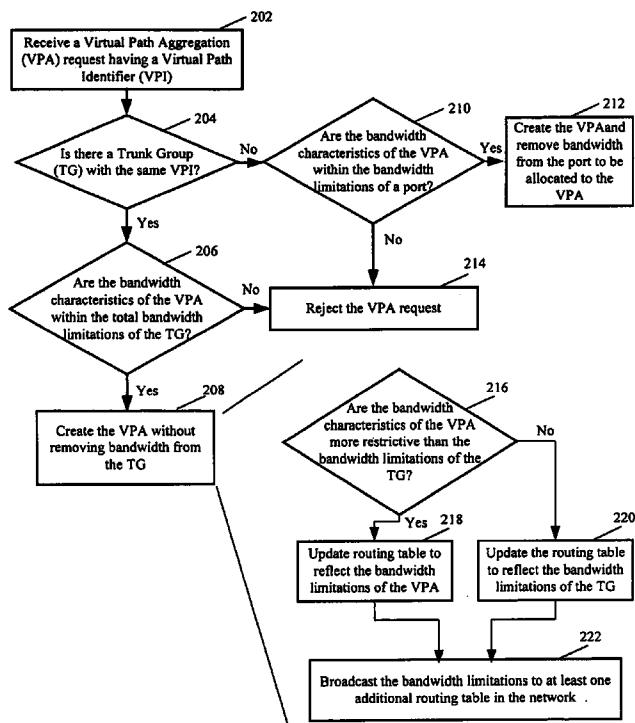 202
Receive a Virtual Path Aggregation
(VPA) request having a Virtual Path
Identifier (VPI)
204
Is there a Trunk Group
(TG) with the same VPI?
No
Yes
210
Are the bandwidth
characteristics of the VPA
within the bandwidth
limitations of a port?
Yes
No
212
Create the VPAand
remove bandwidth
from the port to be
allocated to the
VPA
206
Are the bandwidth
characteristics of the VPA
within the total bandwidth
limitations of the TG?
No
Yes
214
Reject the VPA request
208
Create the VPA without
removing bandwidth from
the TG
216
Are the bandwidth
characteristics of the VPA
more restrictive than the
bandwidth limitations of the
TG?
No
Yes
218
Update routing table to
reflect the bandwidth
limitations of the VPA
220
Update the routing table
to reflect the bandwidth
limitations of the TG
222
Broadcast the bandwidth limitations to at least one
additional routing table in the network .